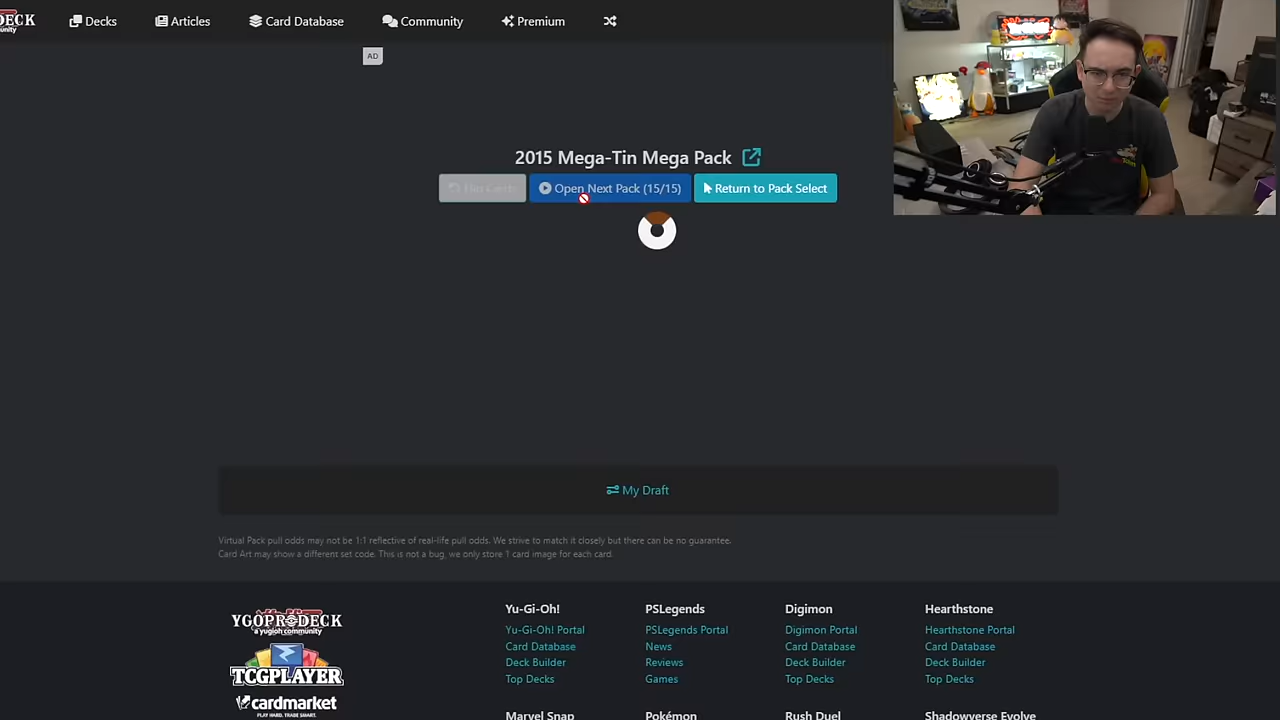 DECK
Decks
Articles
Card Database
Community
Premium
AD
2015 Mega-Tin Mega Pack
Open Next Pack (15/15)
Return to Pack Select
My Draft
Virtual Pack pull odds may not be 1:1 reflective of real-life pull odds. We strive to match it closely but there can be no guarantee.
Card Art may show a different set code. This is not a bug, we only store 1 card image for each card.
YGOPRODECK
a yugioh community
TCGPLAYER
cardmarket
PLAY HARD. TRADE SMART.
Yu-Gi-Oh!
Yu-Gi-Oh! Portal
Card Database
Deck Builder
Top Decks
Marvel Snap
PSLegends
PSLegends Portal
News
Reviews
Games
Pokémon
Digimon
Digimon Portal
Card Database
Deck Builder
Top Decks
Rush Duel
Hearthstone
Hearthstone Portal
Card Database
Deck Builder
Top Decks
Shadowverse Evolve